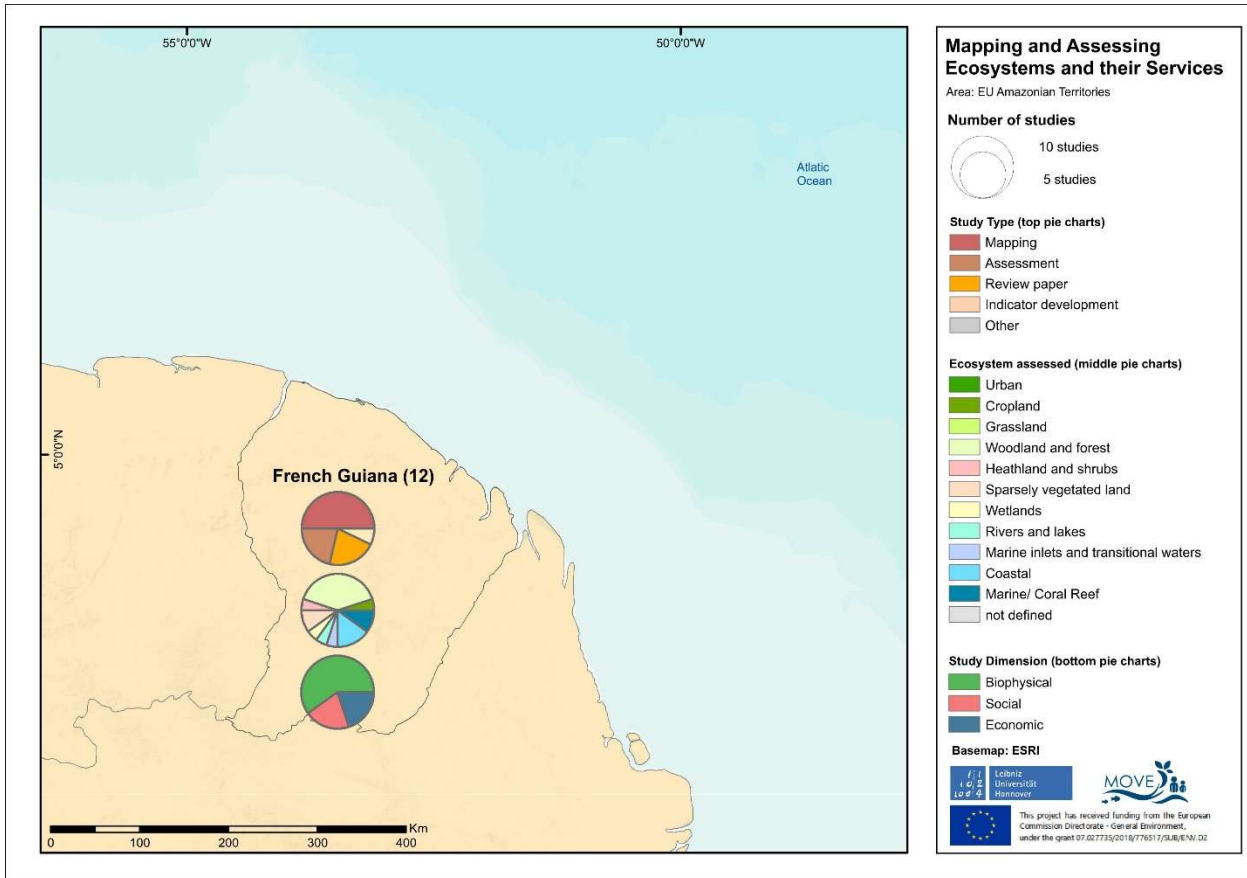 55°0'0"W
50°0'0"W
Atlatic
Ocean
5°0'0"N
French Guiana (12)
Km
0 100 200 300 400
Mapping and Assessing
Ecosystems and their Services
Area: EU Amazonian Territories
Number of studies
10 studies
5 studies
Study Type (top pie charts)
Mapping
Assessment
Review paper
Indicator development
Other
Ecosystem assessed (middle pie charts)
Urban
Cropland
Grassland
Woodland and forest
Heathland and shrubs
Sparsely vegetated land
Wetlands
Rivers and lakes
Marine inlets and transitional waters
Coastal
Marine/ Coral Reef
not defined
Study Dimension (bottom pie charts)
Biophysical
Social
Economic
Basemap: ESRI
Leibniz
Universität
Hannover
MOVE
This project has received funding from the European
Commission Directorate - General Environment,
under the grant 07.027735/2018/776517/SUB/ENV.D2